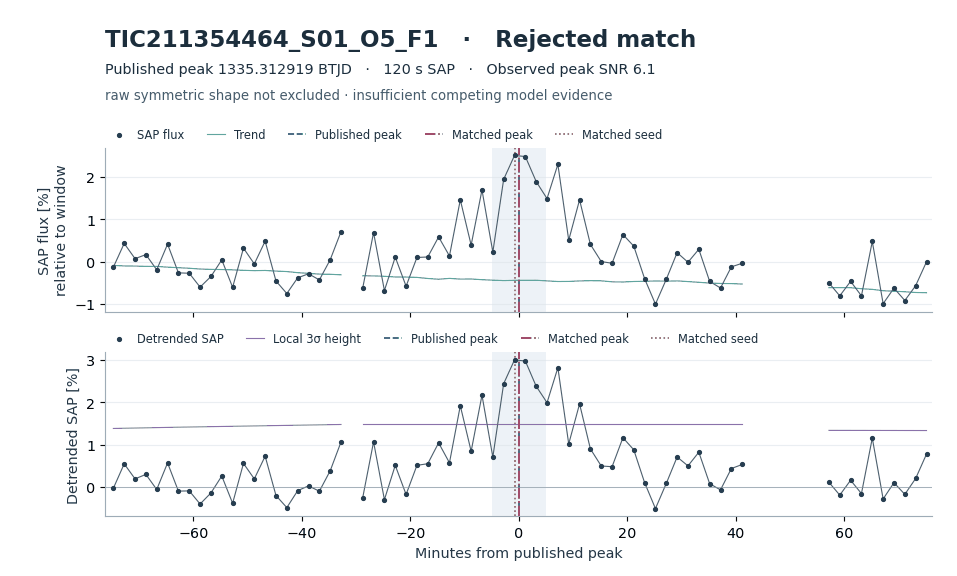 TIC211354464_S01_O5_F1 · Rejected match
Published peak 1335.312919 BTJD · 120 s SAP · Observed peak SNR 6.1
raw symmetric shape not excluded · insufficient competing model evidence
SAP flux Trend Published peak Matched peak Matched seed
SAP flux [%]
relative to window
2
1
0
−1
Detrended SAP Local 3σ height Published peak Matched peak Matched seed
Detrended SAP [%]
3
2
1
0
−60 −40 −20 0 20 40 60
Minutes from published peak